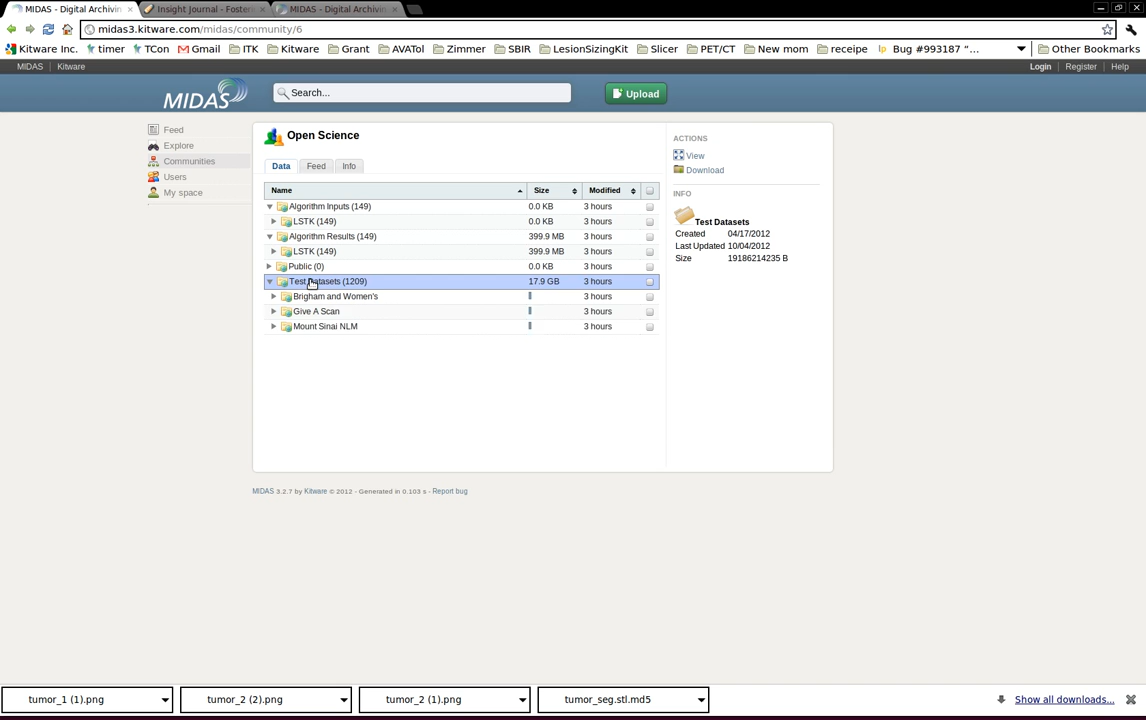 MIDAS - Digital Archivin
Insight Journal - Fosteri
MIDAS - Digital Archivin
midas3.kitware.com/midas/community/6
Kitware Inc.
timer
TCon
Gmail
ITK
Kitware
Grant
AVATol
Zimmer
SBIR
LesionSizingKit
Slicer
PET/CT
New mom
receipe
Bug #993187 “...
Other Bookmarks
MIDAS Kitware Login Register Help
MIDAS
Search...
Upload
Feed
Explore
Communities
Users
My space
Open Science
Data Feed Info
Name Size Modified
Algorithm Inputs (149) 0.0 KB 3 hours
LSTK (149) 0.0 KB 3 hours
Algorithm Results (149) 399.9 MB 3 hours
LSTK (149) 399.9 MB 3 hours
Public (0) 0.0 KB 3 hours
Test Datasets (1209) 17.9 GB 3 hours
Brigham and Women's 3 hours
Give A Scan 3 hours
Mount Sinai NLM 3 hours
ACTIONS
View
Download
INFO
Test Datasets
Created 04/17/2012
Last Updated 10/04/2012
Size 19186214235 B
MIDAS 3.2.7 by Kitware © 2012 - Generated in 0.103 s - Report bug
tumor_1 (1).png
tumor_2 (2).png
tumor_2 (1).png
tumor_seg.stl.md5
Show all downloads...